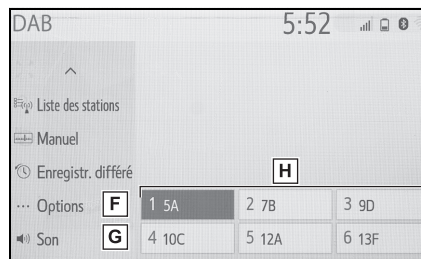 DAB 5:52
Liste des stations
Manuel
Enregistr. différé
H
Options F 1 5A 2 7B 3 9D
Son G 4 10C 5 12A 6 13F